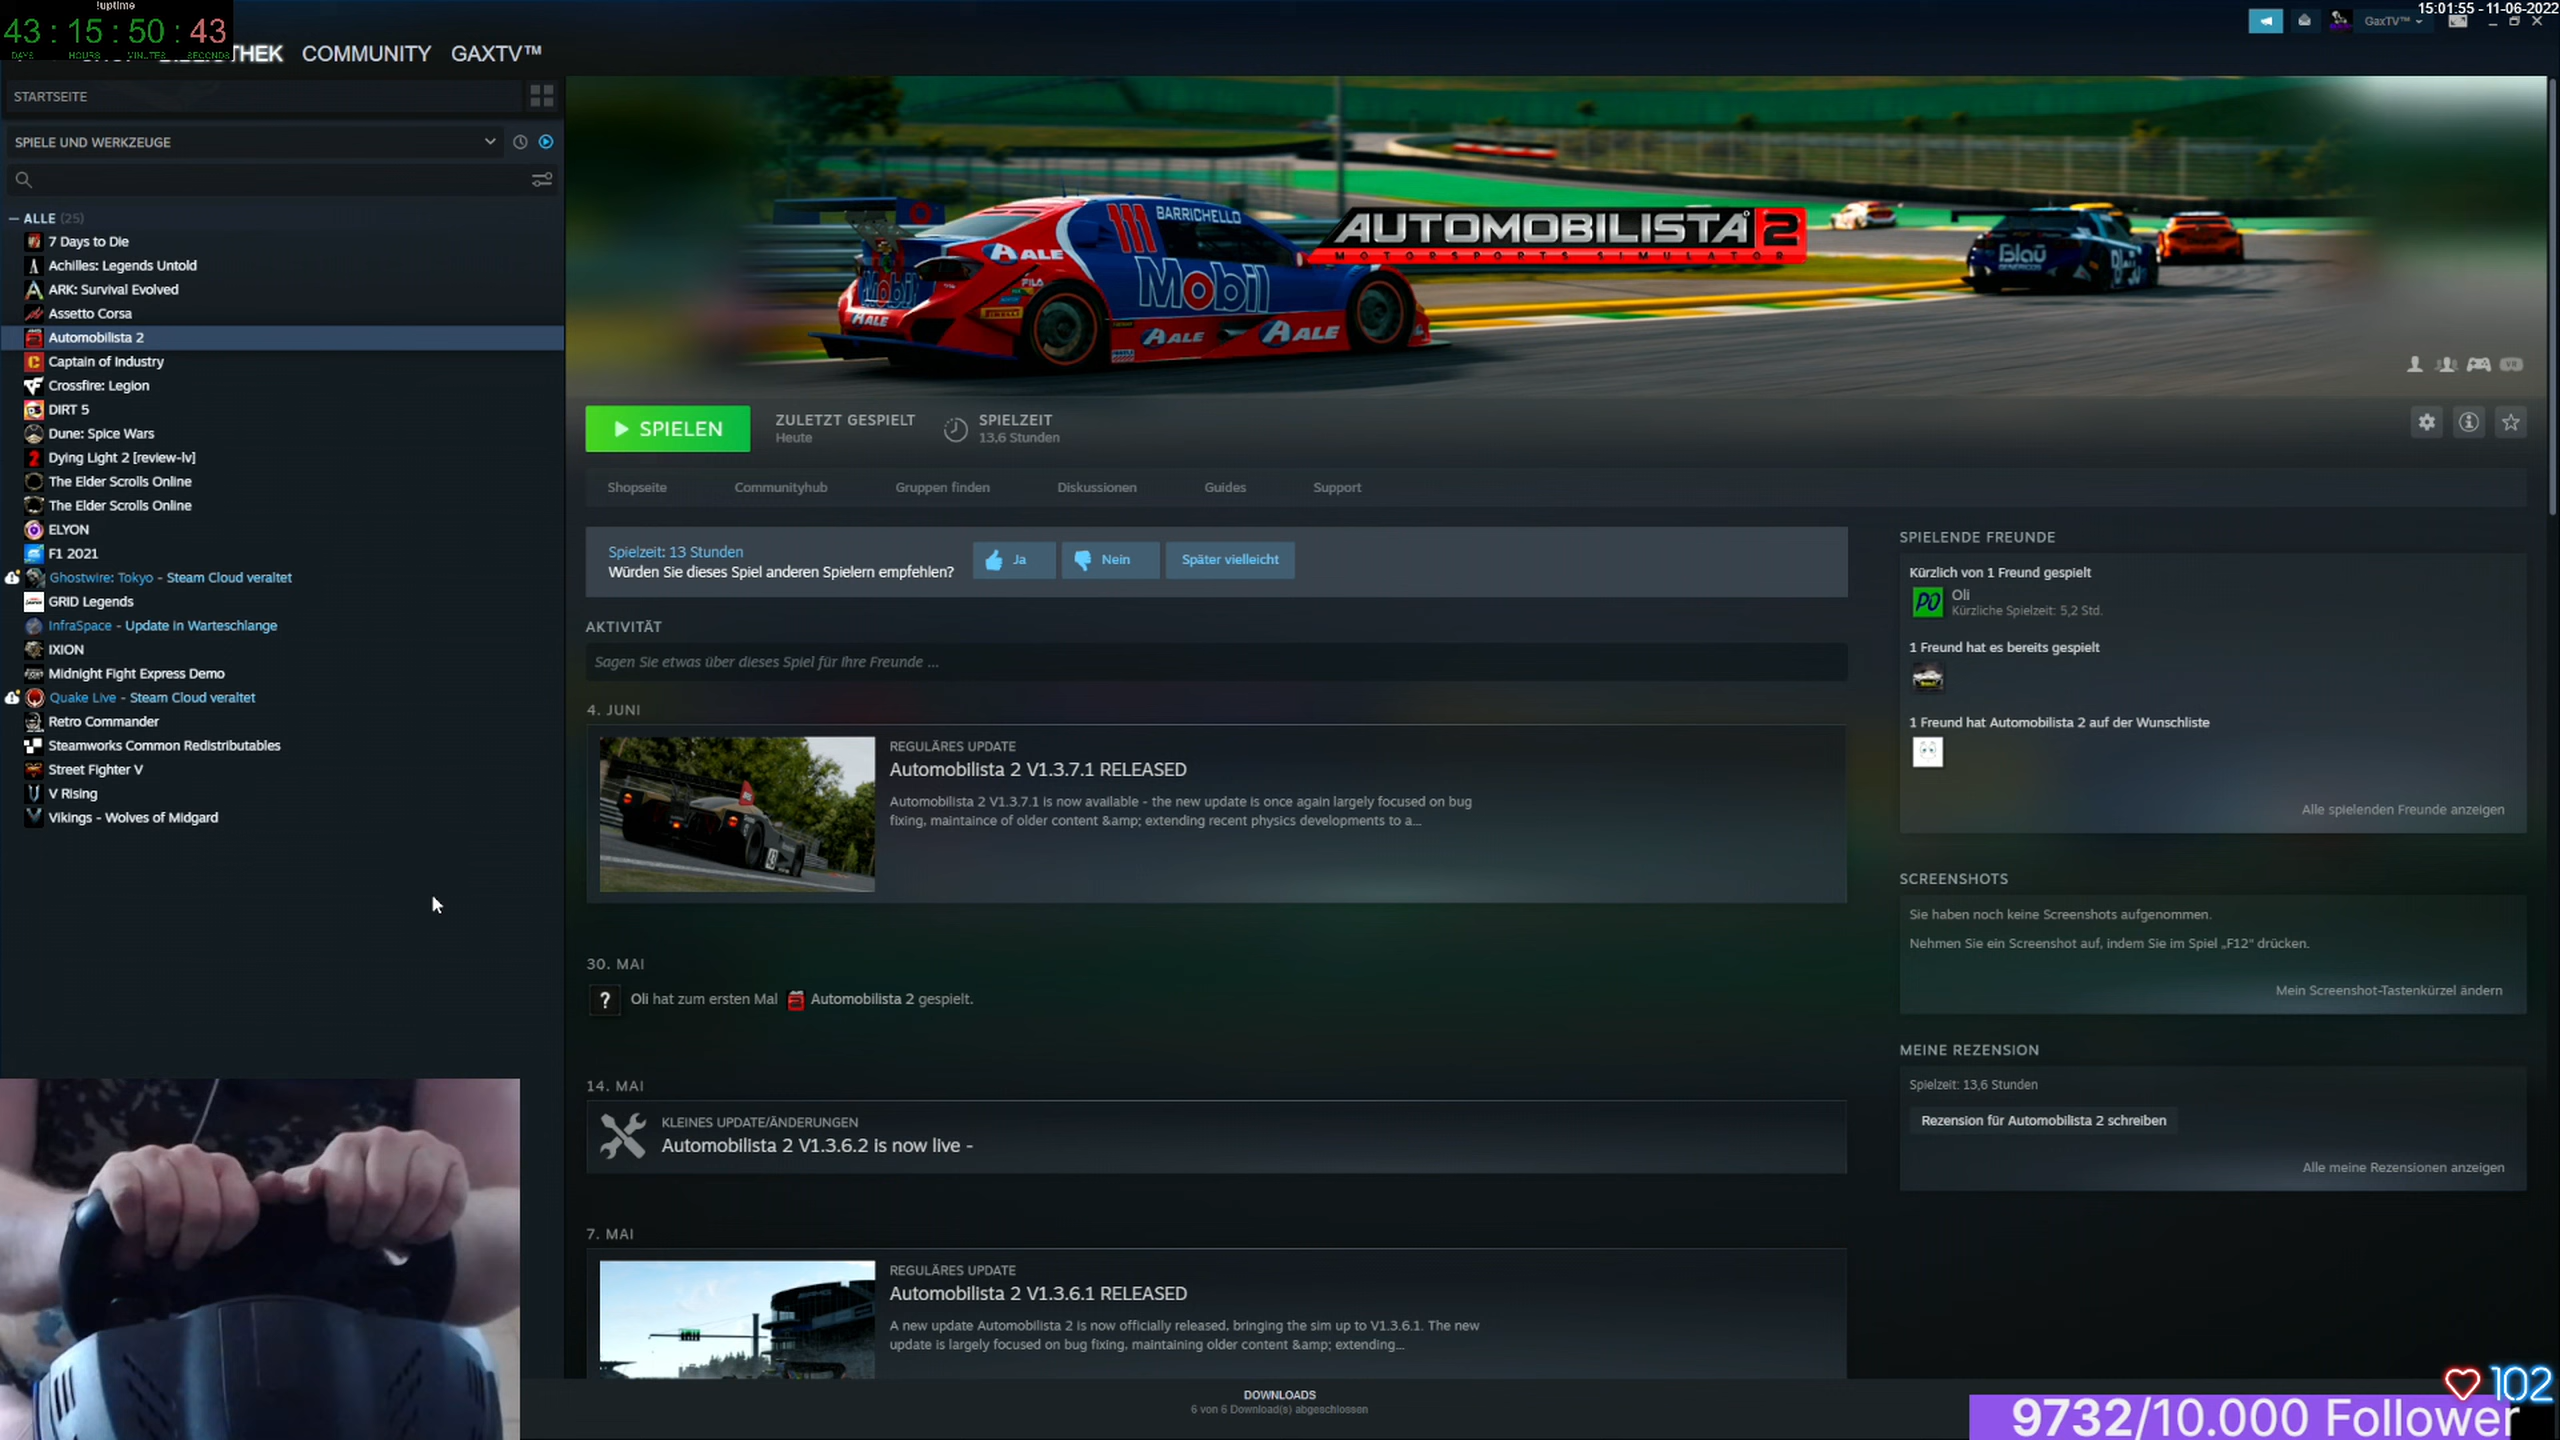 !uptime
43 : 15 : 50 : 43
DAYS HOURS MINUTES SECONDS
15:01:55 - 11-06-2022
COMMUNITY
GAXTV™
GaxTV™
STARTSEITE
SPIELE UND WERKZEUGE
— ALLE (25)
7 Days to Die
Achilles: Legends Untold
ARK: Survival Evolved
Assetto Corsa
Automobilista 2
Captain of Industry
Crossfire: Legion
DIRT 5
Dune: Spice Wars
Dying Light 2 [review-lv]
The Elder Scrolls Online
The Elder Scrolls Online
ELYON
F1 2021
Ghostwire: Tokyo - Steam Cloud veraltet
GRID Legends
InfraSpace - Update in Warteschlange
IXION
Midnight Fight Express Demo
Quake Live - Steam Cloud veraltet
Retro Commander
Steamworks Common Redistributables
Street Fighter V
V Rising
Vikings - Wolves of Midgard
111 BARRICHELLO
ALE
Mobil
Mobil
FILA
PIRELLI
ALE
ALE
ALE
Blaü
AUTOMOBILISTA 2
MOTORSPORTS SIMULATOR
SPIELEN
ZULETZT GESPIELT
Heute
SPIELZEIT
13,6 Stunden
Shopseite
Communityhub
Gruppen finden
Diskussionen
Guides
Support
Spielzeit: 13 Stunden
Würden Sie dieses Spiel anderen Spielern empfehlen?
Ja
Nein
Später vielleicht
AKTIVITÄT
Sagen Sie etwas über dieses Spiel für Ihre Freunde ...
4. JUNI
REGULÄRES UPDATE
Automobilista 2 V1.3.7.1 RELEASED
Automobilista 2 V1.3.7.1 is now available - the new update is once again largely focused on bug
fixing, maintaince of older content &amp; extending recent physics developments to a...
30. MAI
? Oli hat zum ersten Mal Automobilista 2 gespielt.
14. MAI
KLEINES UPDATE/ÄNDERUNGEN
Automobilista 2 V1.3.6.2 is now live -
7. MAI
REGULÄRES UPDATE
Automobilista 2 V1.3.6.1 RELEASED
A new update Automobilista 2 is now officially released, bringing the sim up to V1.3.6.1. The new
update is largely focused on bug fixing, maintaining older content &amp; extending...
SPIELENDE FREUNDE
Kürzlich von 1 Freund gespielt
PO
Oli
Kürzliche Spielzeit: 5,2 Std.
1 Freund hat es bereits gespielt
1 Freund hat Automobilista 2 auf der Wunschliste
Alle spielenden Freunde anzeigen
SCREENSHOTS
Sie haben noch keine Screenshots aufgenommen.
Nehmen Sie ein Screenshot auf, indem Sie im Spiel „F12" drücken.
Mein Screenshot-Tastenkürzel ändern
MEINE REZENSION
Spielzeit: 13,6 Stunden
Rezension für Automobilista 2 schreiben
Alle meine Rezensionen anzeigen
DOWNLOADS
6 von 6 Download(s) abgeschlossen
102
9732/10.000 Follower